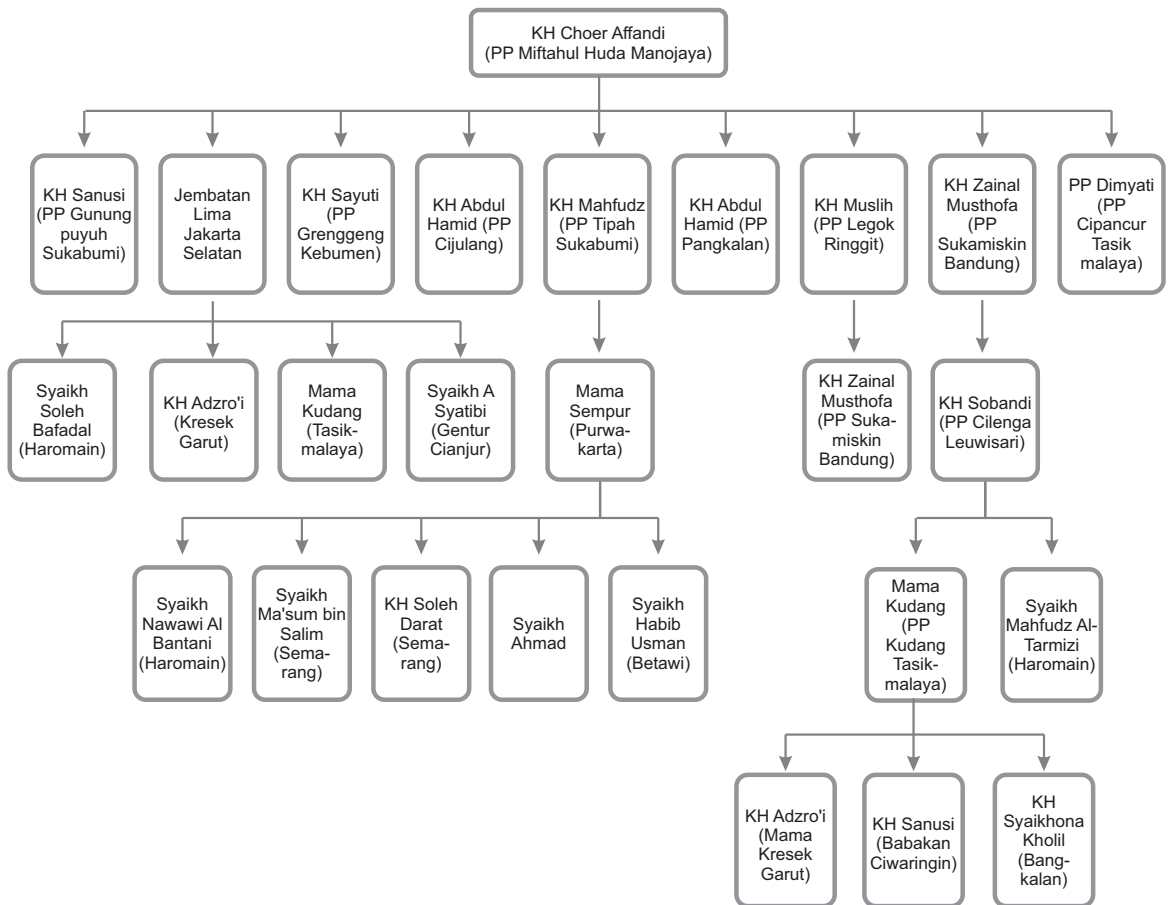 KH Choer Affandi
(PP Miftahul Huda Manojaya)
KH Sanusi
(PP Gunung
puyuh
Sukabumi)
Jembatan
Lima
Jakarta
Selatan
KH Sayuti
(PP
Grenggeng
Kebumen)
KH Abdul
Hamid (PP
Cijulang)
KH Mahfudz
(PP Tipah
Sukabumi)
KH Abdul
Hamid (PP
Pangkalan)
KH Muslih
(PP Legok
Ringgit)
KH Zainal
Musthofa
(PP
Sukamiskin
Bandung)
PP Dimyati
(PP
Cipancur
Tasik
malaya)
Syaikh
Soleh
Bafadal
(Haromain)
KH Adzro'i
(Kresek
Garut)
Mama
Kudang
(Tasik-
malaya)
Syaikh A
Syatibi
(Gentur
Cianjur)
Mama
Sempur
(Purwa-
karta)
KH Zainal
Musthofa
(PP Suka-
miskin
Bandung)
KH Sobandi
(PP Cilenga
Leuwisari)
Syaikh
Nawawi Al
Bantani
(Haromain)
Syaikh
Ma'sum bin
Salim
(Sema-
rang)
KH Soleh
Darat
(Sema-
rang)
Syaikh
Ahmad
Syaikh
Habib
Usman
(Betawi)
Mama
Kudang
(PP
Kudang
Tasik-
malaya)
Syaikh
Mahfudz Al-
Tarmizi
(Haromain)
KH Adzro'i
(Mama
Kresek
Garut)
KH Sanusi
(Babakan
Ciwaringin)
KH
Syaikhona
Kholil
(Bang-
kalan)